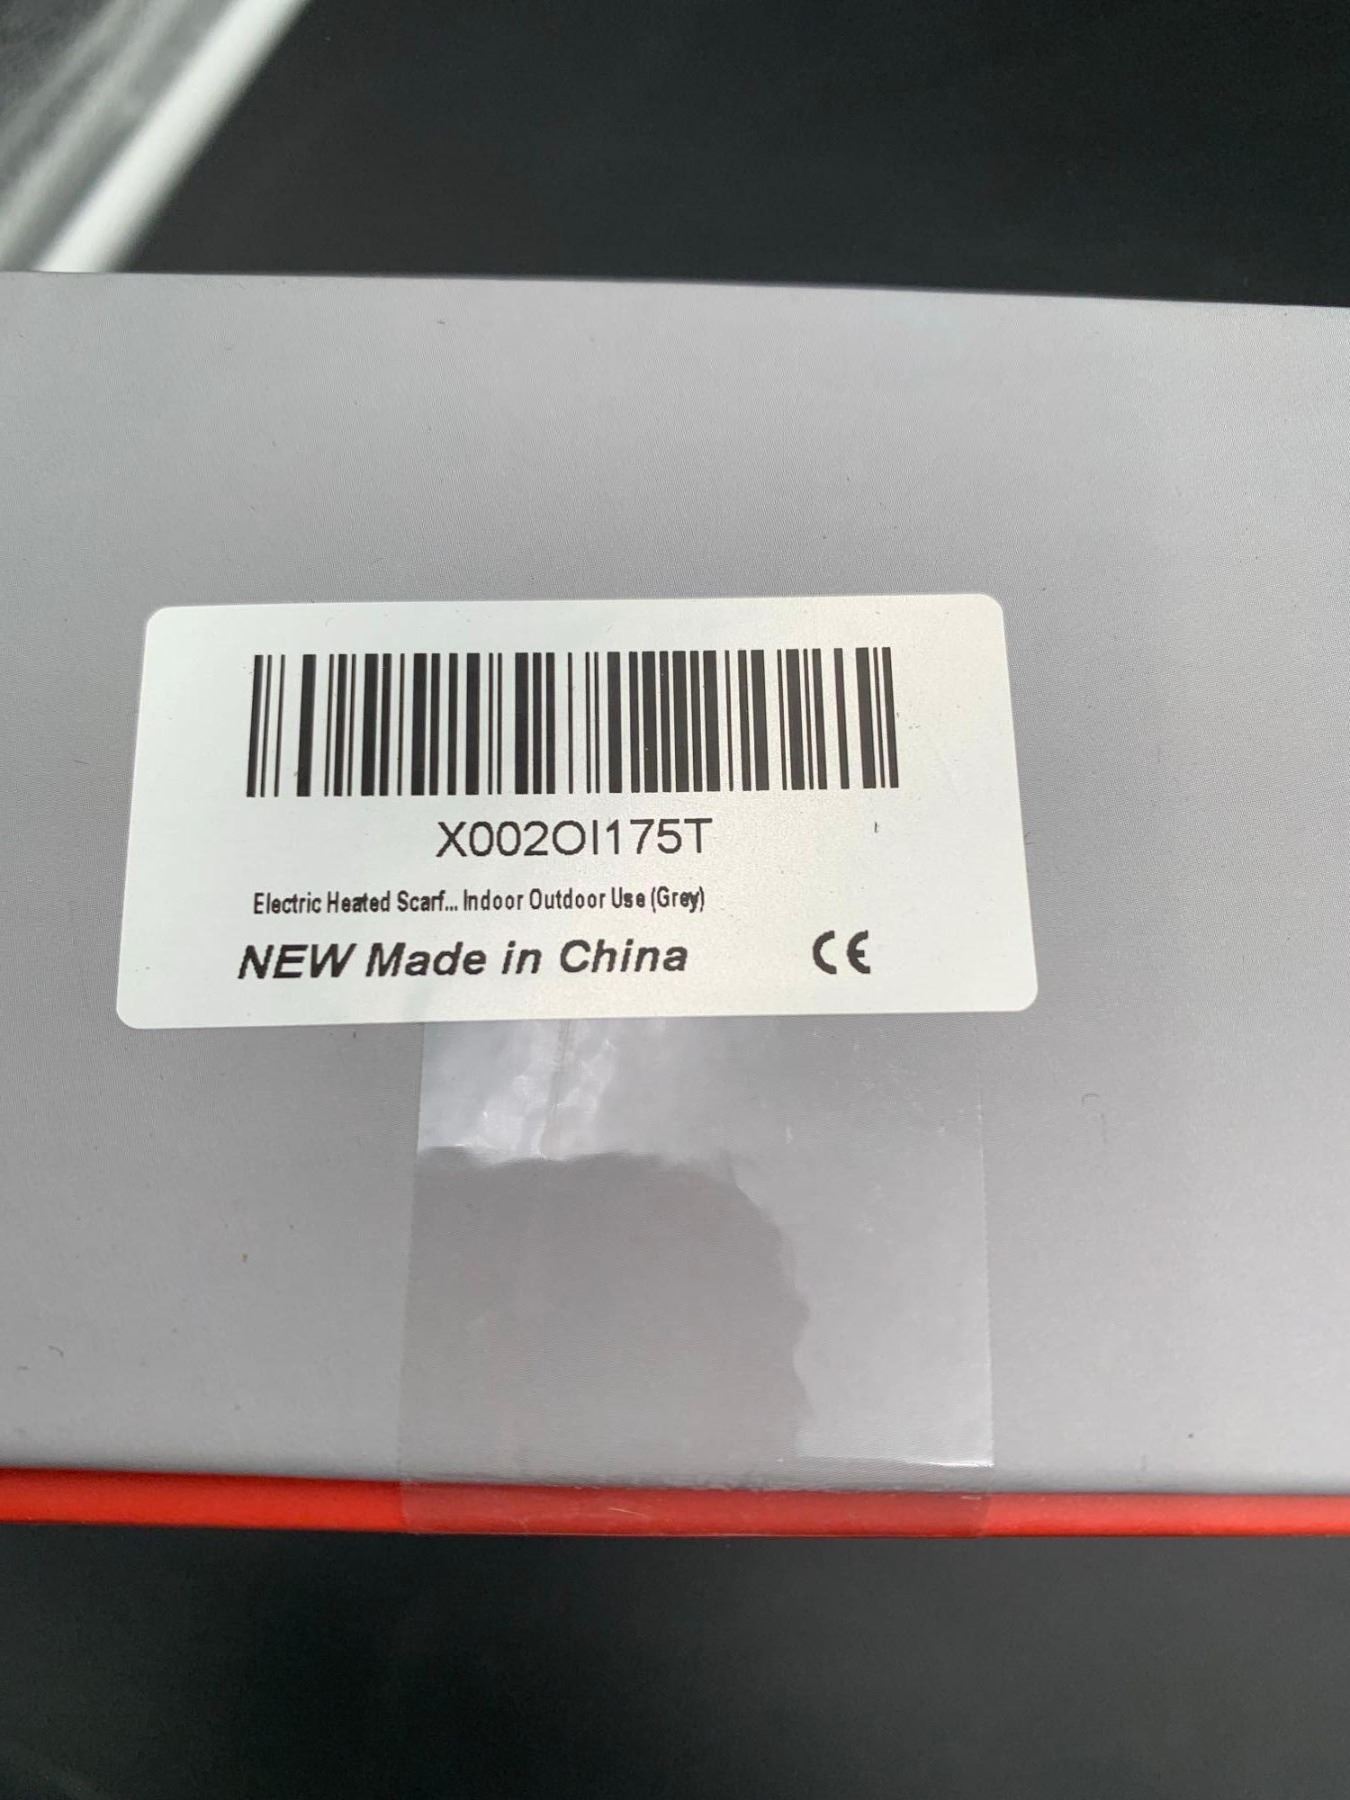 X002OI175T
Electric Heated Scarf... Indoor Outdoor Use (Grey)
NEW Made in China CE